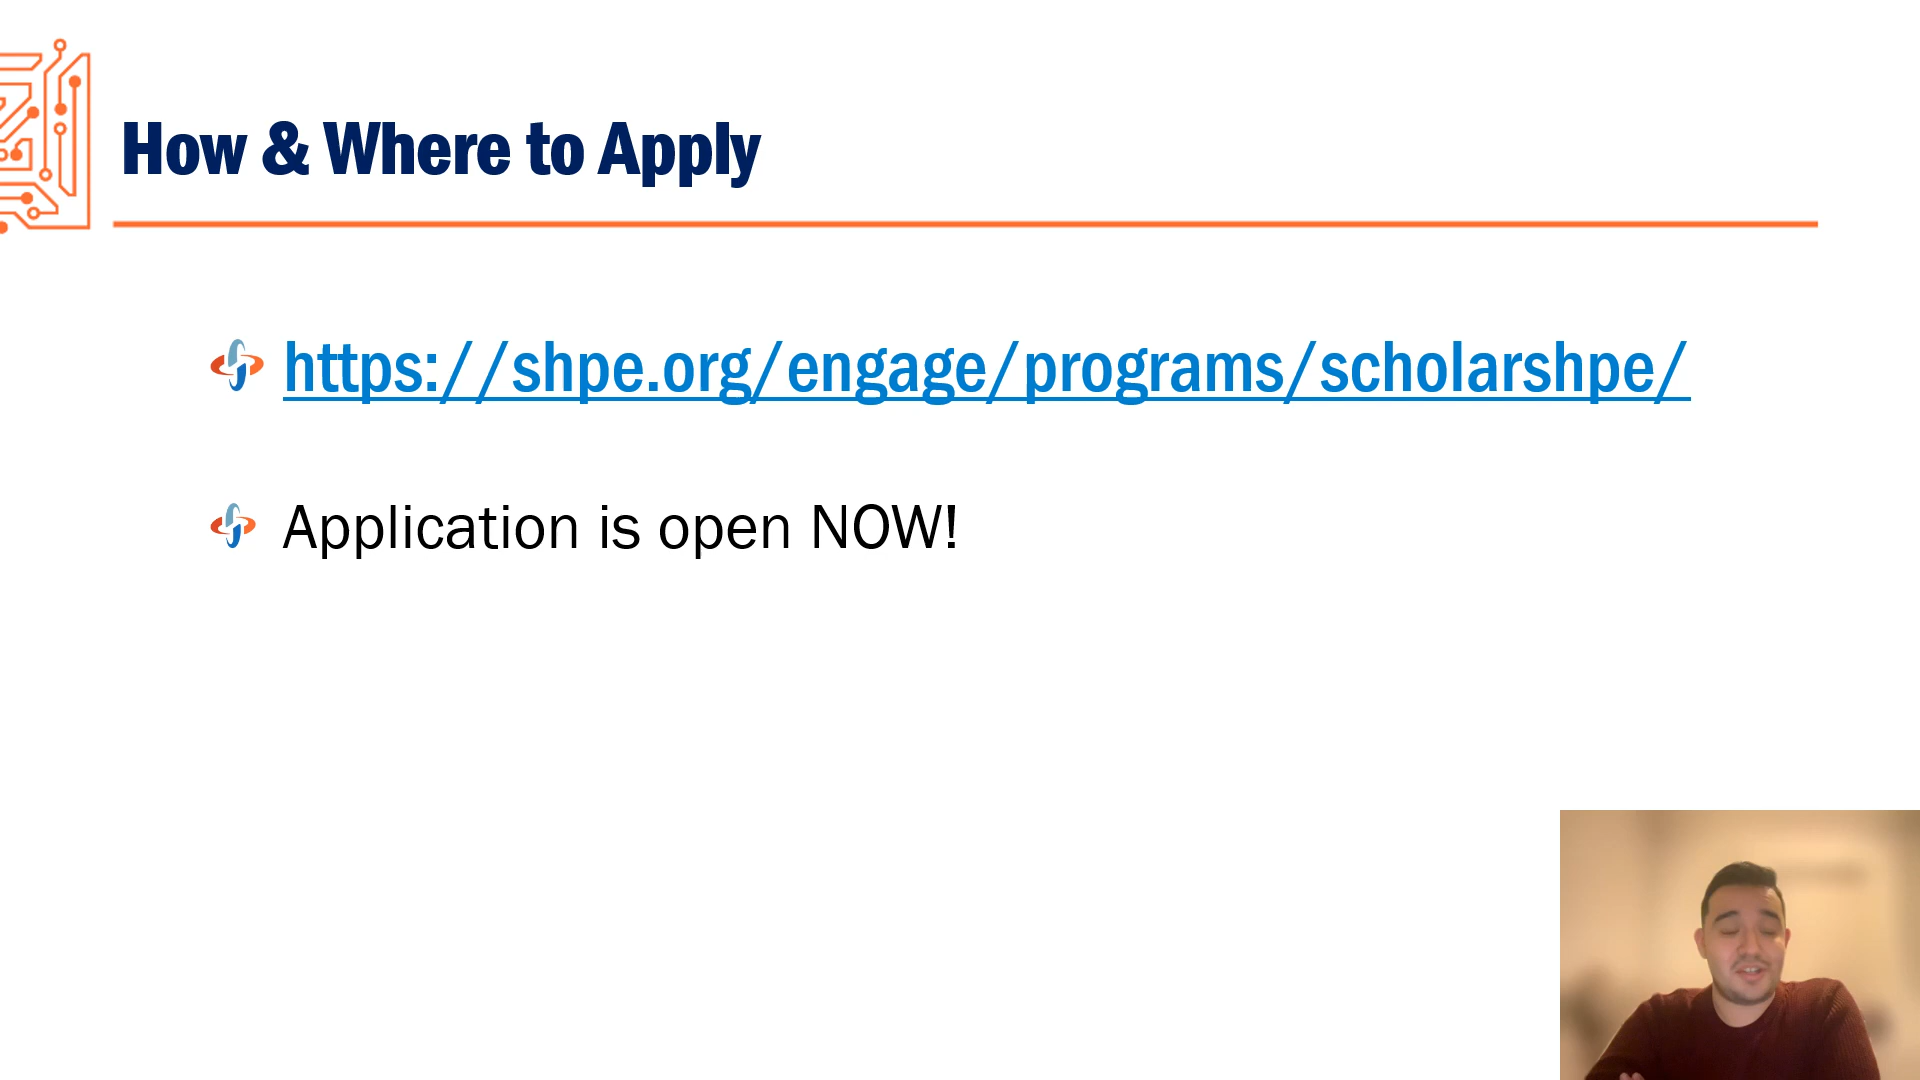 How & Where to Apply
https://shpe.org/engage/programs/scholarshpe/
Application is open NOW!